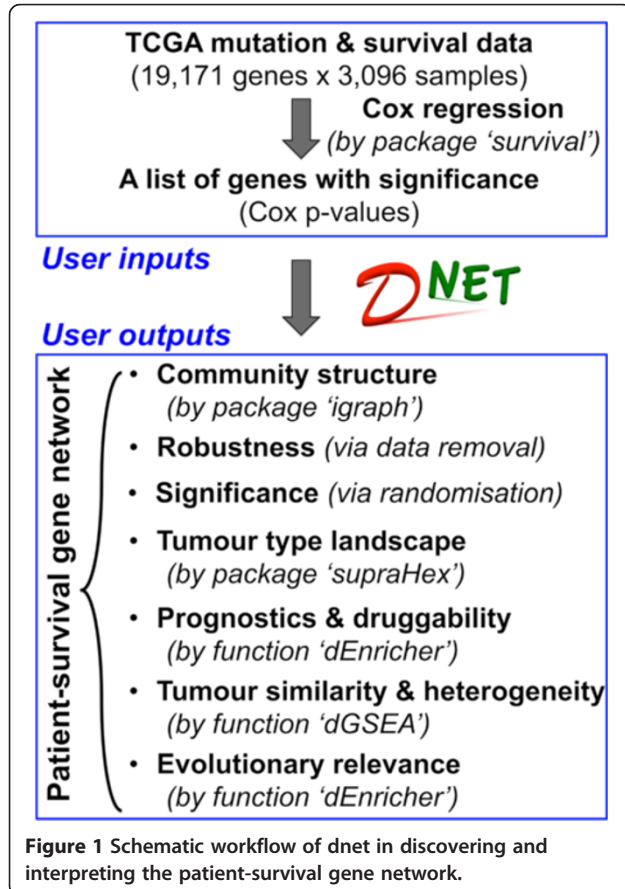 TCGA mutation & survival data
(19,171 genes x 3,096 samples)
Cox regression
(by package ‘survival’)
A list of genes with significance
(Cox p-values)
User inputs
DNET
User outputs
Patient-survival gene network
• Community structure
(by package ‘igraph’)
• Robustness (via data removal)
• Significance (via randomisation)
• Tumour type landscape
(by package ‘supraHex’)
• Prognostics & druggability
(by function ‘dEnricher’)
• Tumour similarity & heterogeneity
(by function ‘dGSEA’)
• Evolutionary relevance
(by function ‘dEnricher’)
Figure 1 Schematic workflow of dnet in discovering and
interpreting the patient-survival gene network.